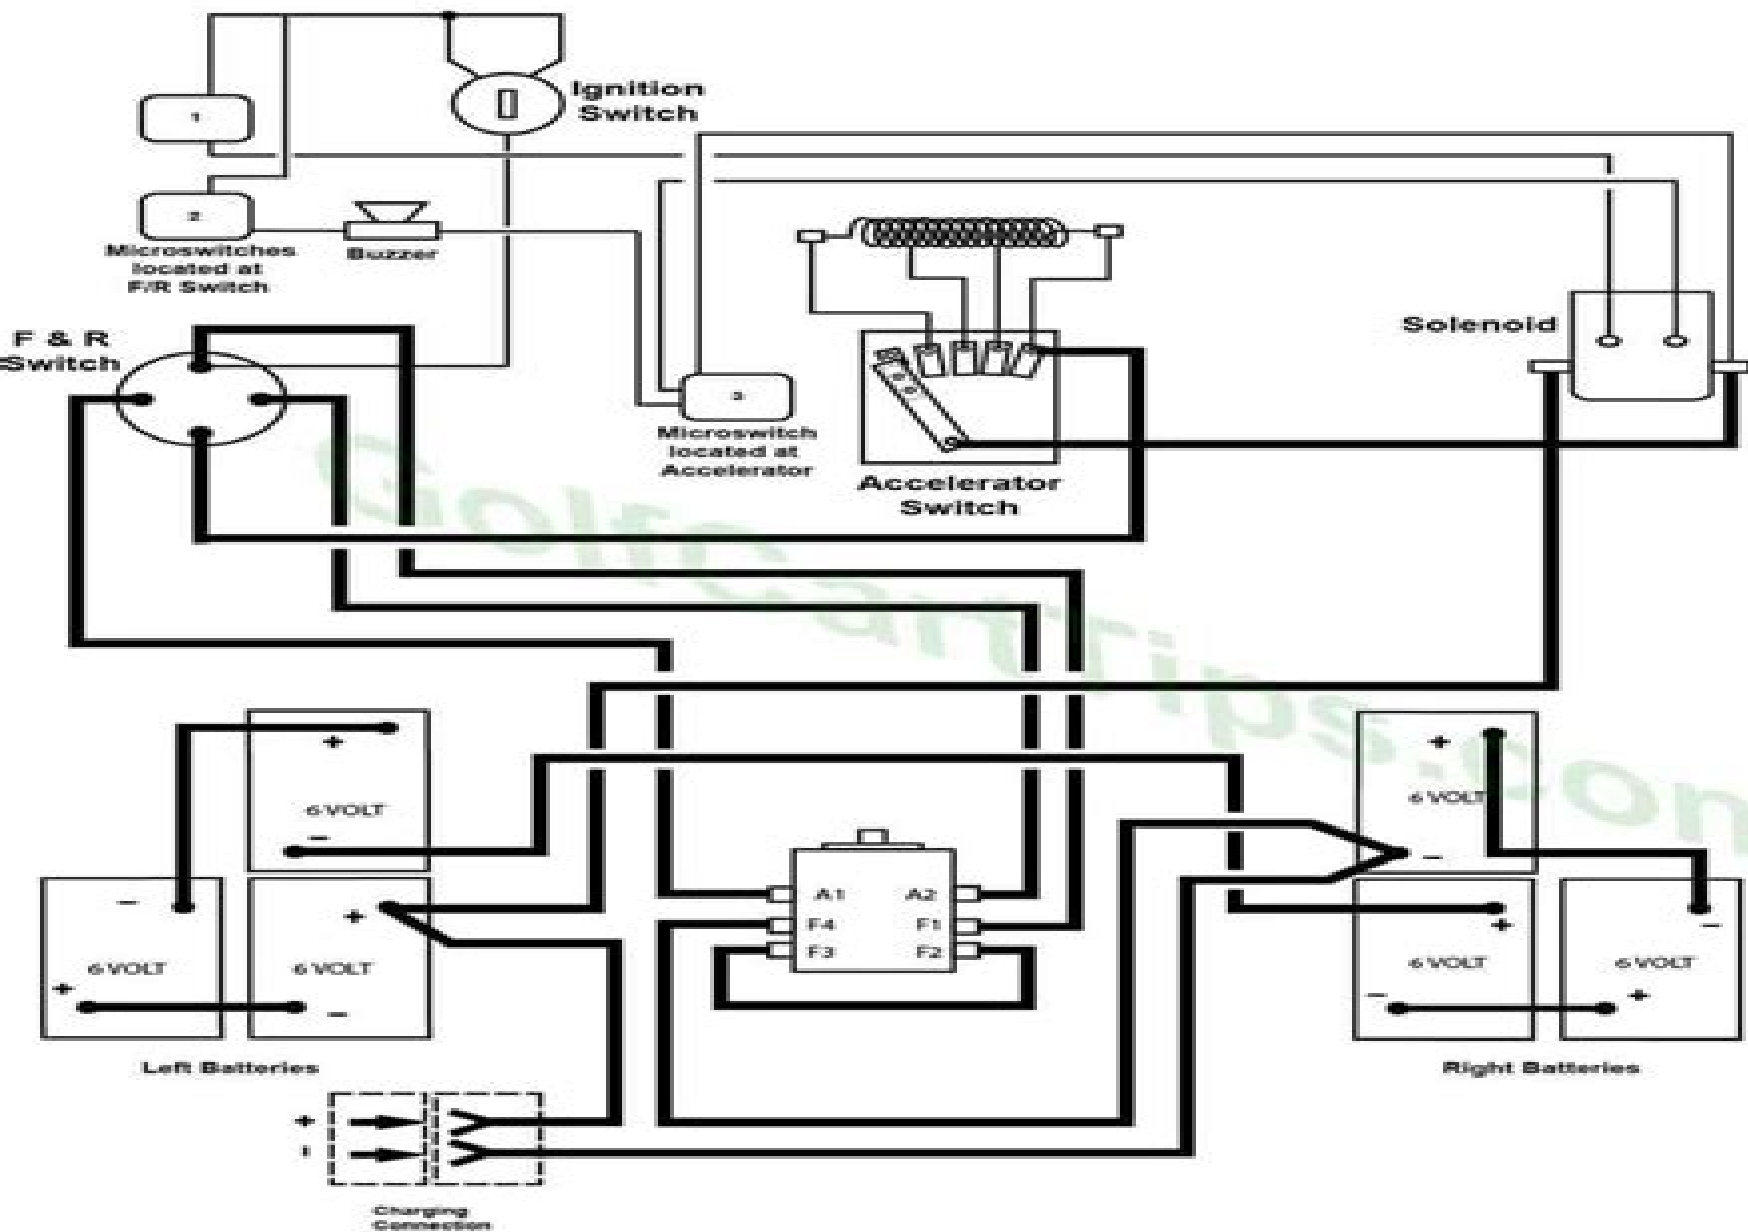 Ignition
Switch
1
2
Microswitches
located at
F/R Switch
Buzzer
F & R
Switch
Solenoid
3
Microswitch
located at
Accelerator
Accelerator
Switch
GolfCartTips.com
+
6 VOLT
−
−
6 VOLT
+
+
6 VOLT
−
Left Batteries
A1
A2
F4
F1
F3
F2
+
6 VOLT
−
+
6 VOLT
−
−
6 VOLT
+
Right Batteries
+
Charging
Connection